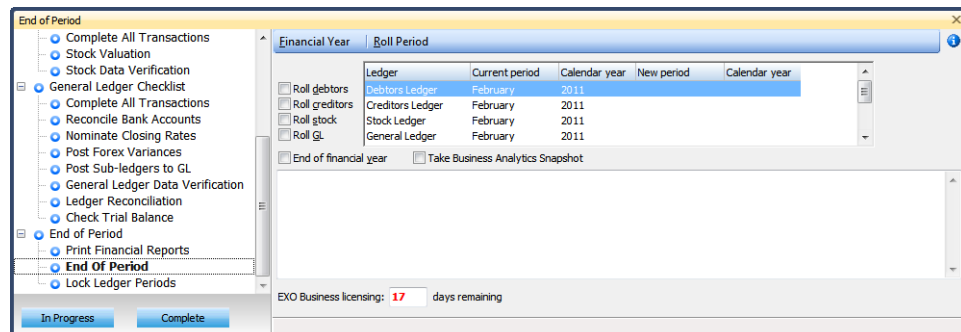 End of Period
Complete All Transactions
Stock Valuation
Stock Data Verification
General Ledger Checklist
Complete All Transactions
Reconcile Bank Accounts
Nominate Closing Rates
Post Forex Variances
Post Sub-ledgers to GL
General Ledger Data Verification
Ledger Reconciliation
Check Trial Balance
End of Period
Print Financial Reports
End Of Period
Lock Ledger Periods
In Progress Complete
Financial Year Roll Period
Ledger Current period Calendar year New period Calendar year
Roll debtors Debtors Ledger February 2011
Roll creditors Creditors Ledger February 2011
Roll stock Stock Ledger February 2011
Roll GL General Ledger February 2011
End of financial year Take Business Analytics Snapshot
EXO Business licensing: 17 days remaining